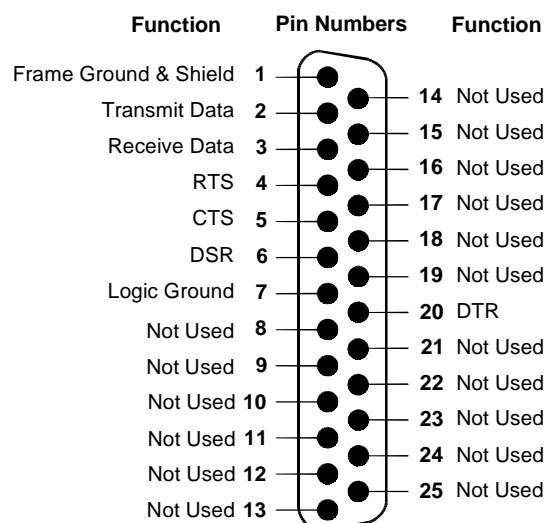 Function Pin Numbers Function
Frame Ground & Shield 1
14 Not Used
Transmit Data 2
15 Not Used
Receive Data 3
16 Not Used
RTS 4
17 Not Used
CTS 5
18 Not Used
DSR 6
19 Not Used
Logic Ground 7
20 DTR
Not Used 8
21 Not Used
Not Used 9
22 Not Used
Not Used 10
23 Not Used
Not Used 11
24 Not Used
Not Used 12
25 Not Used
Not Used 13